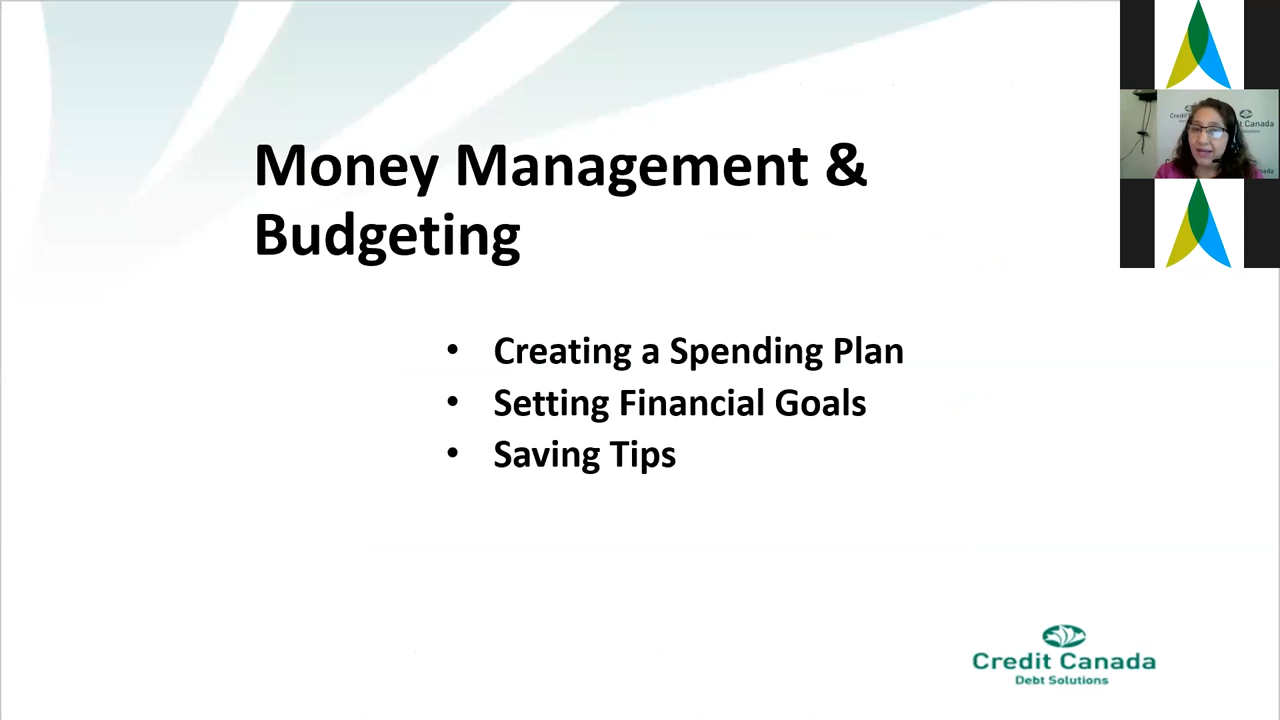 Money Management &
Budgeting
• Creating a Spending Plan
• Setting Financial Goals
• Saving Tips
Credit Canada
Debt Solutions